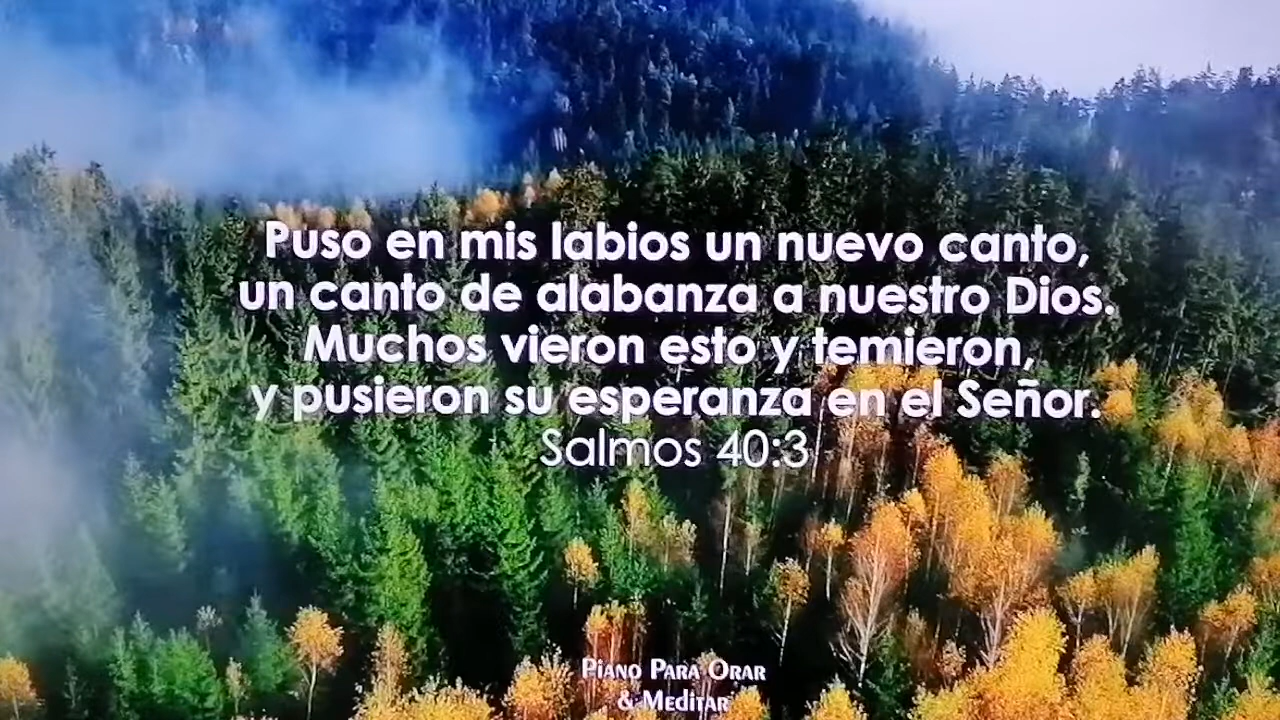 Puso en mis labios un nuevo canto,
un canto de alabanza a nuestro Dios.
Muchos vieron esto y temieron,
y pusieron su esperanza en el Señor.
Salmos 40:3
Piano Para Orar
& Meditar